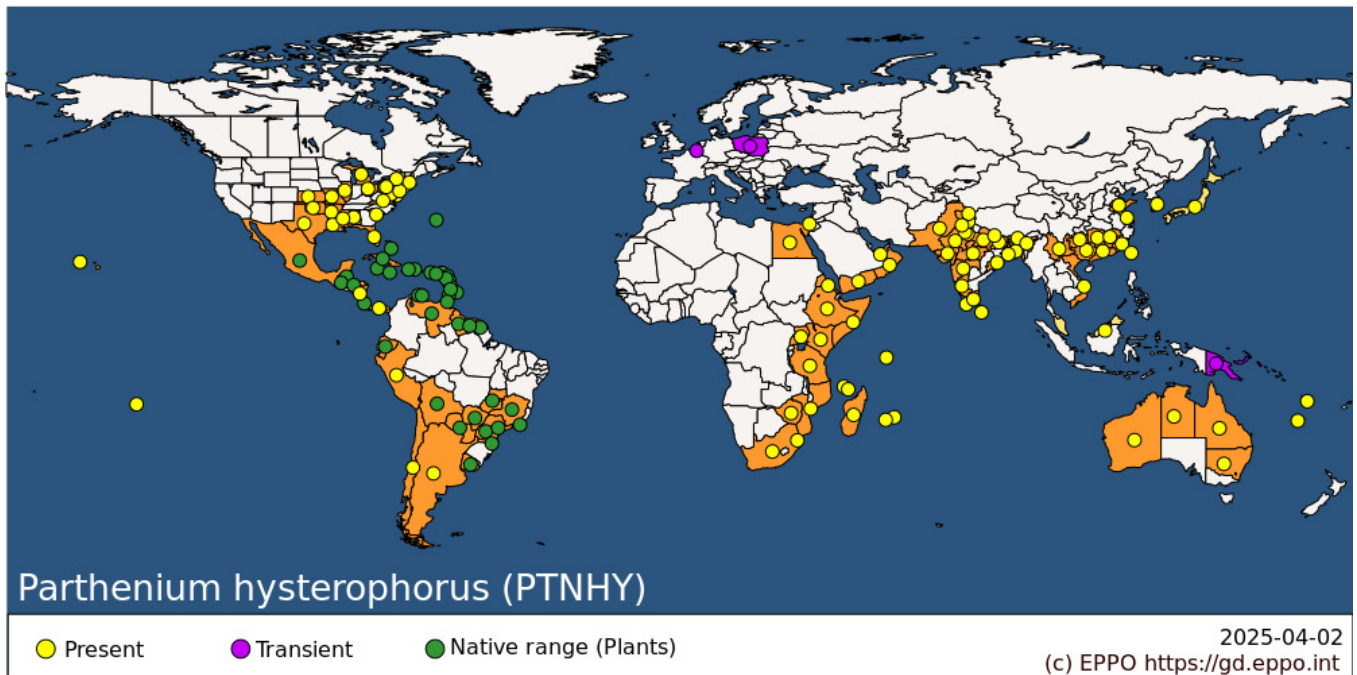 Parthenium hysterophorus (PTNHY)
Present
Transient
Native range (Plants)
2025-04-02
(c) EPPO https://gd.eppo.int